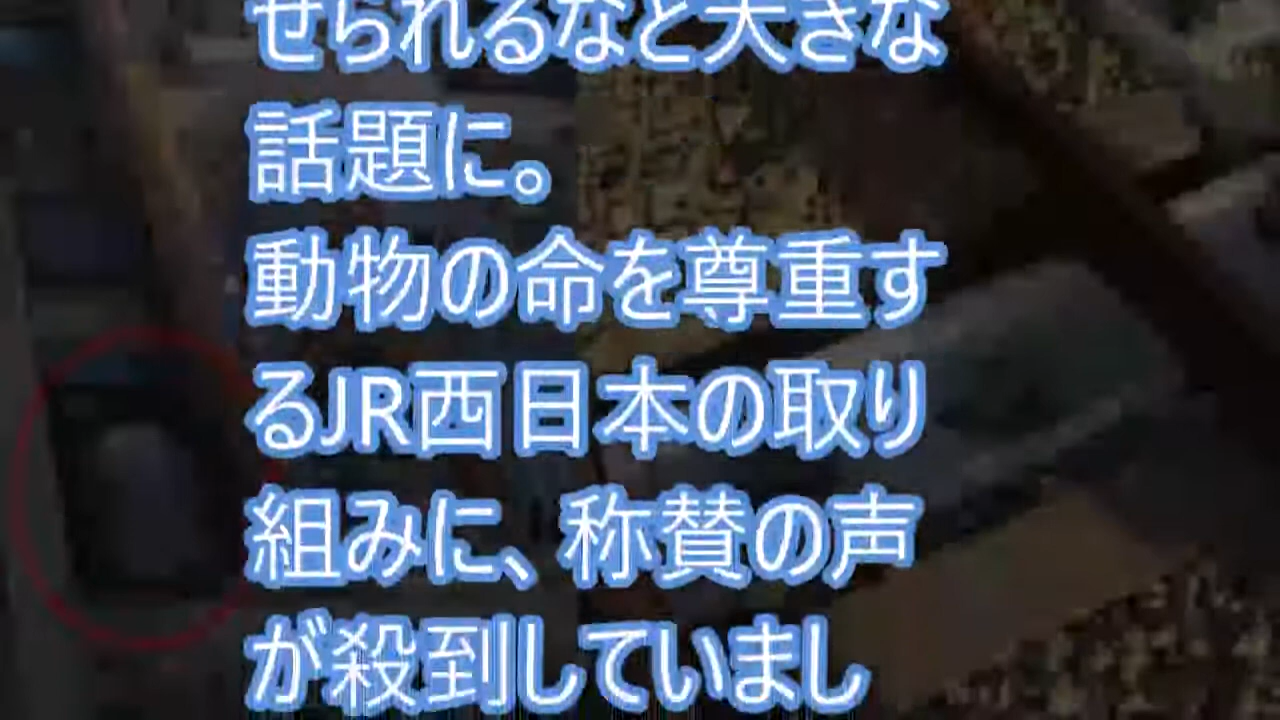 せられるなど大きな
話題に。
動物の命を尊重す
るJR西日本の取り
組みに、称賛の声
が殺到していまし